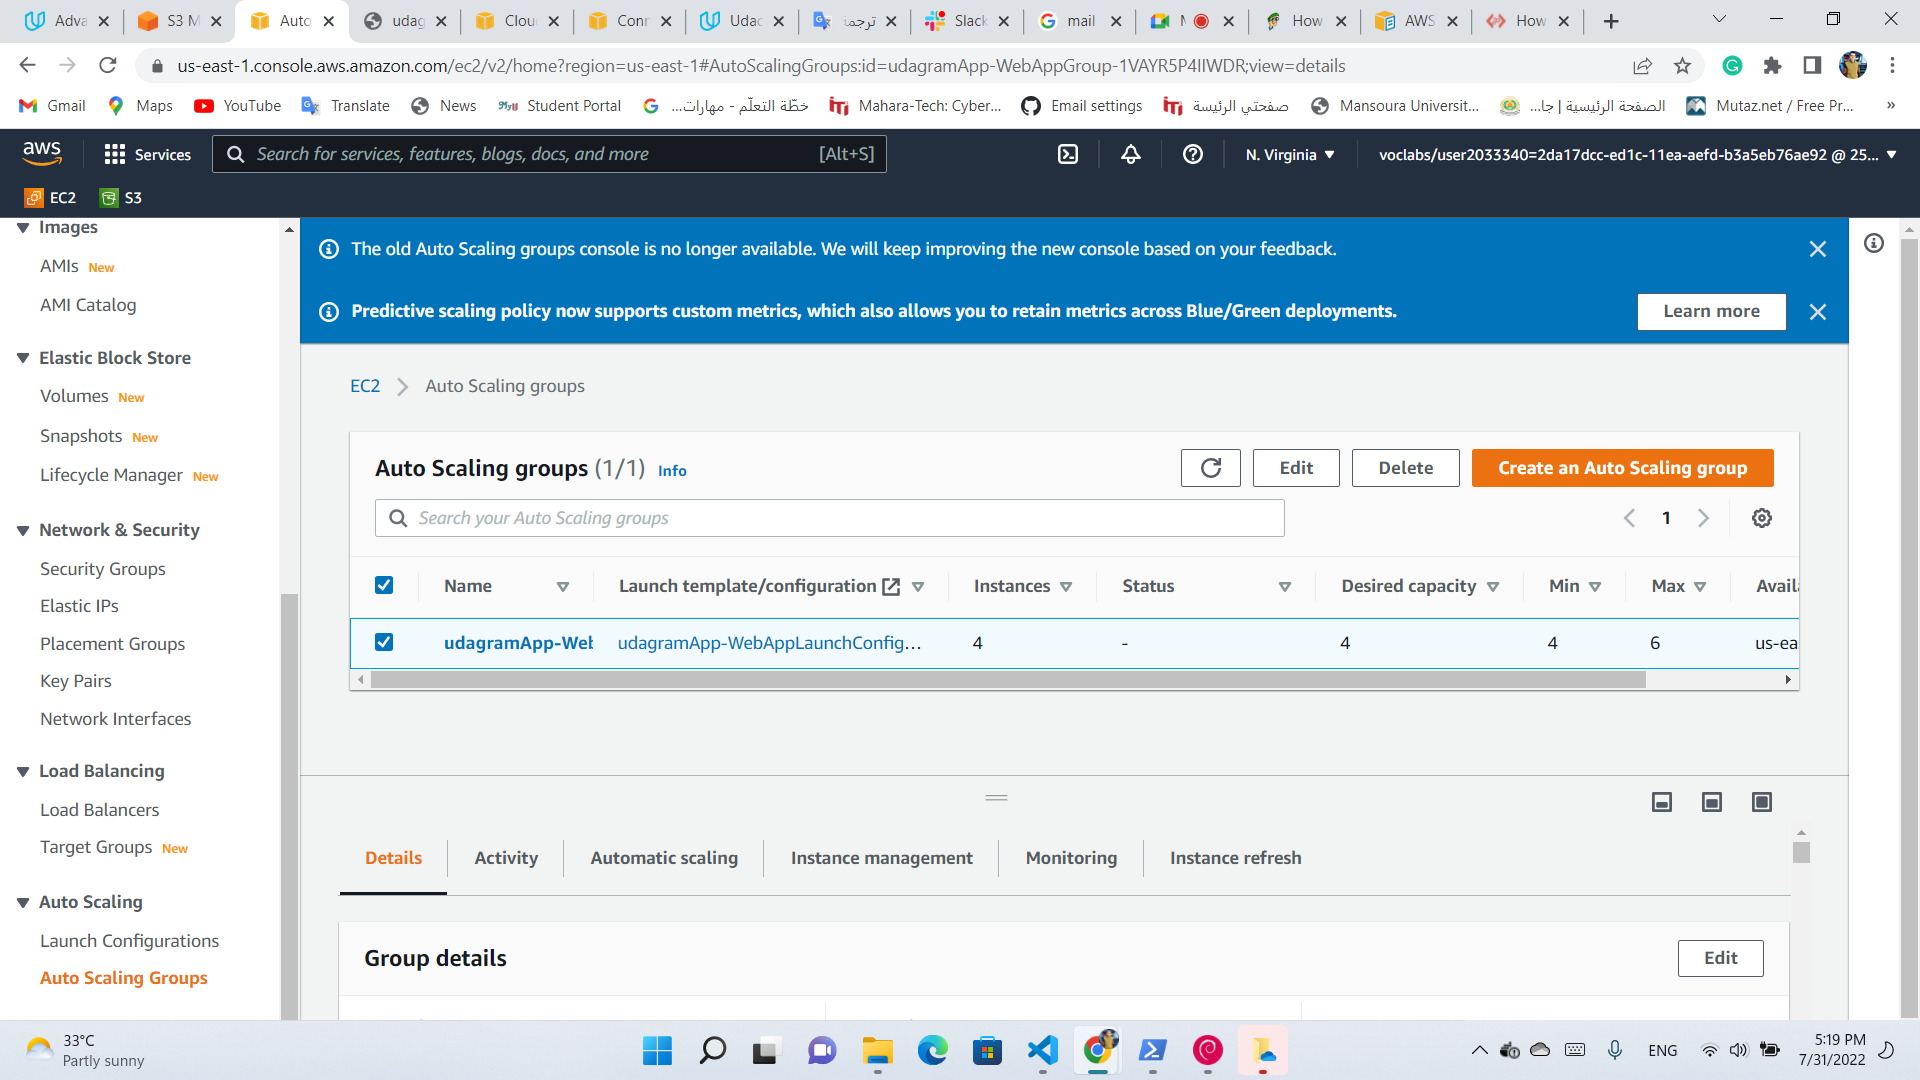 Adva
S3 M
Auto
udag
Clou
Conn
Udac
ترجمة
Slack
mail
M
How
AWS
How
us-east-1.console.aws.amazon.com/ec2/v2/home?region=us-east-1#AutoScalingGroups:id=udagramApp-WebAppGroup-1VAYR5P4IIWDR;view=details
Gmail
Maps
YouTube
Translate
News
Student Portal
خطّة التعلّم - مهارات...
Mahara-Tech: Cyber...
Email settings
صفحتي الرئيسة
Mansoura Universit...
الصفحة الرئيسية | جا...
Mutaz.net / Free Pr...
»
aws
Services
Search for services, features, blogs, docs, and more
[Alt+S]
N. Virginia
voclabs/user2033340=2da17dcc-ed1c-11ea-aefd-b3a5eb76ae92 @ 25...
EC2
S3
Images
AMIs New
AMI Catalog
Elastic Block Store
Volumes New
Snapshots New
Lifecycle Manager New
Network & Security
Security Groups
Elastic IPs
Placement Groups
Key Pairs
Network Interfaces
Load Balancing
Load Balancers
Target Groups New
Auto Scaling
Launch Configurations
Auto Scaling Groups
The old Auto Scaling groups console is no longer available. We will keep improving the new console based on your feedback.
Predictive scaling policy now supports custom metrics, which also allows you to retain metrics across Blue/Green deployments.
Learn more
EC2
Auto Scaling groups
Auto Scaling groups (1/1) Info
Edit
Delete
Create an Auto Scaling group
Search your Auto Scaling groups
1
Name
Launch template/configuration
Instances
Status
Desired capacity
Min
Max
Avail
udagramApp-Web
udagramApp-WebAppLaunchConfig...
4
-
4
4
6
us-ea
Details
Activity
Automatic scaling
Instance management
Monitoring
Instance refresh
Group details
Edit
33°C
Partly sunny
ENG
5:19 PM
7/31/2022